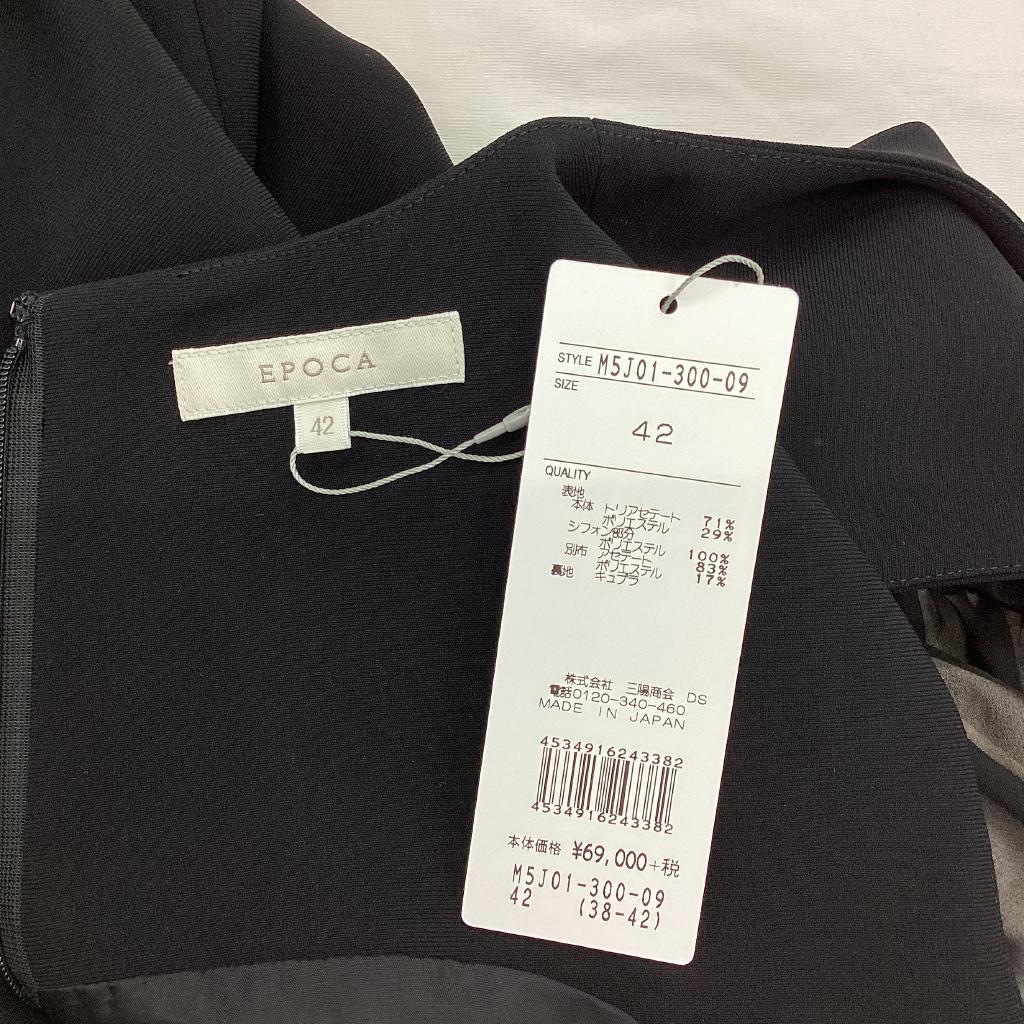 EPOCA
42
STYLE M5J01-300-09
SIZE
42
QUALITY
表地
本体 トリアセテート 71%
ポリエステル 29%
シフォン部分
ポリエステル 100%
別布 アセテート 83%
ポリエステル 17%
裏地 キュプラ
株式会社 三陽商会 DS
電話0120-340-460
MADE IN JAPAN
4534916243382
4534916243382
本体価格 ¥69,000+税
M5J01-300-09
42 (38-42)